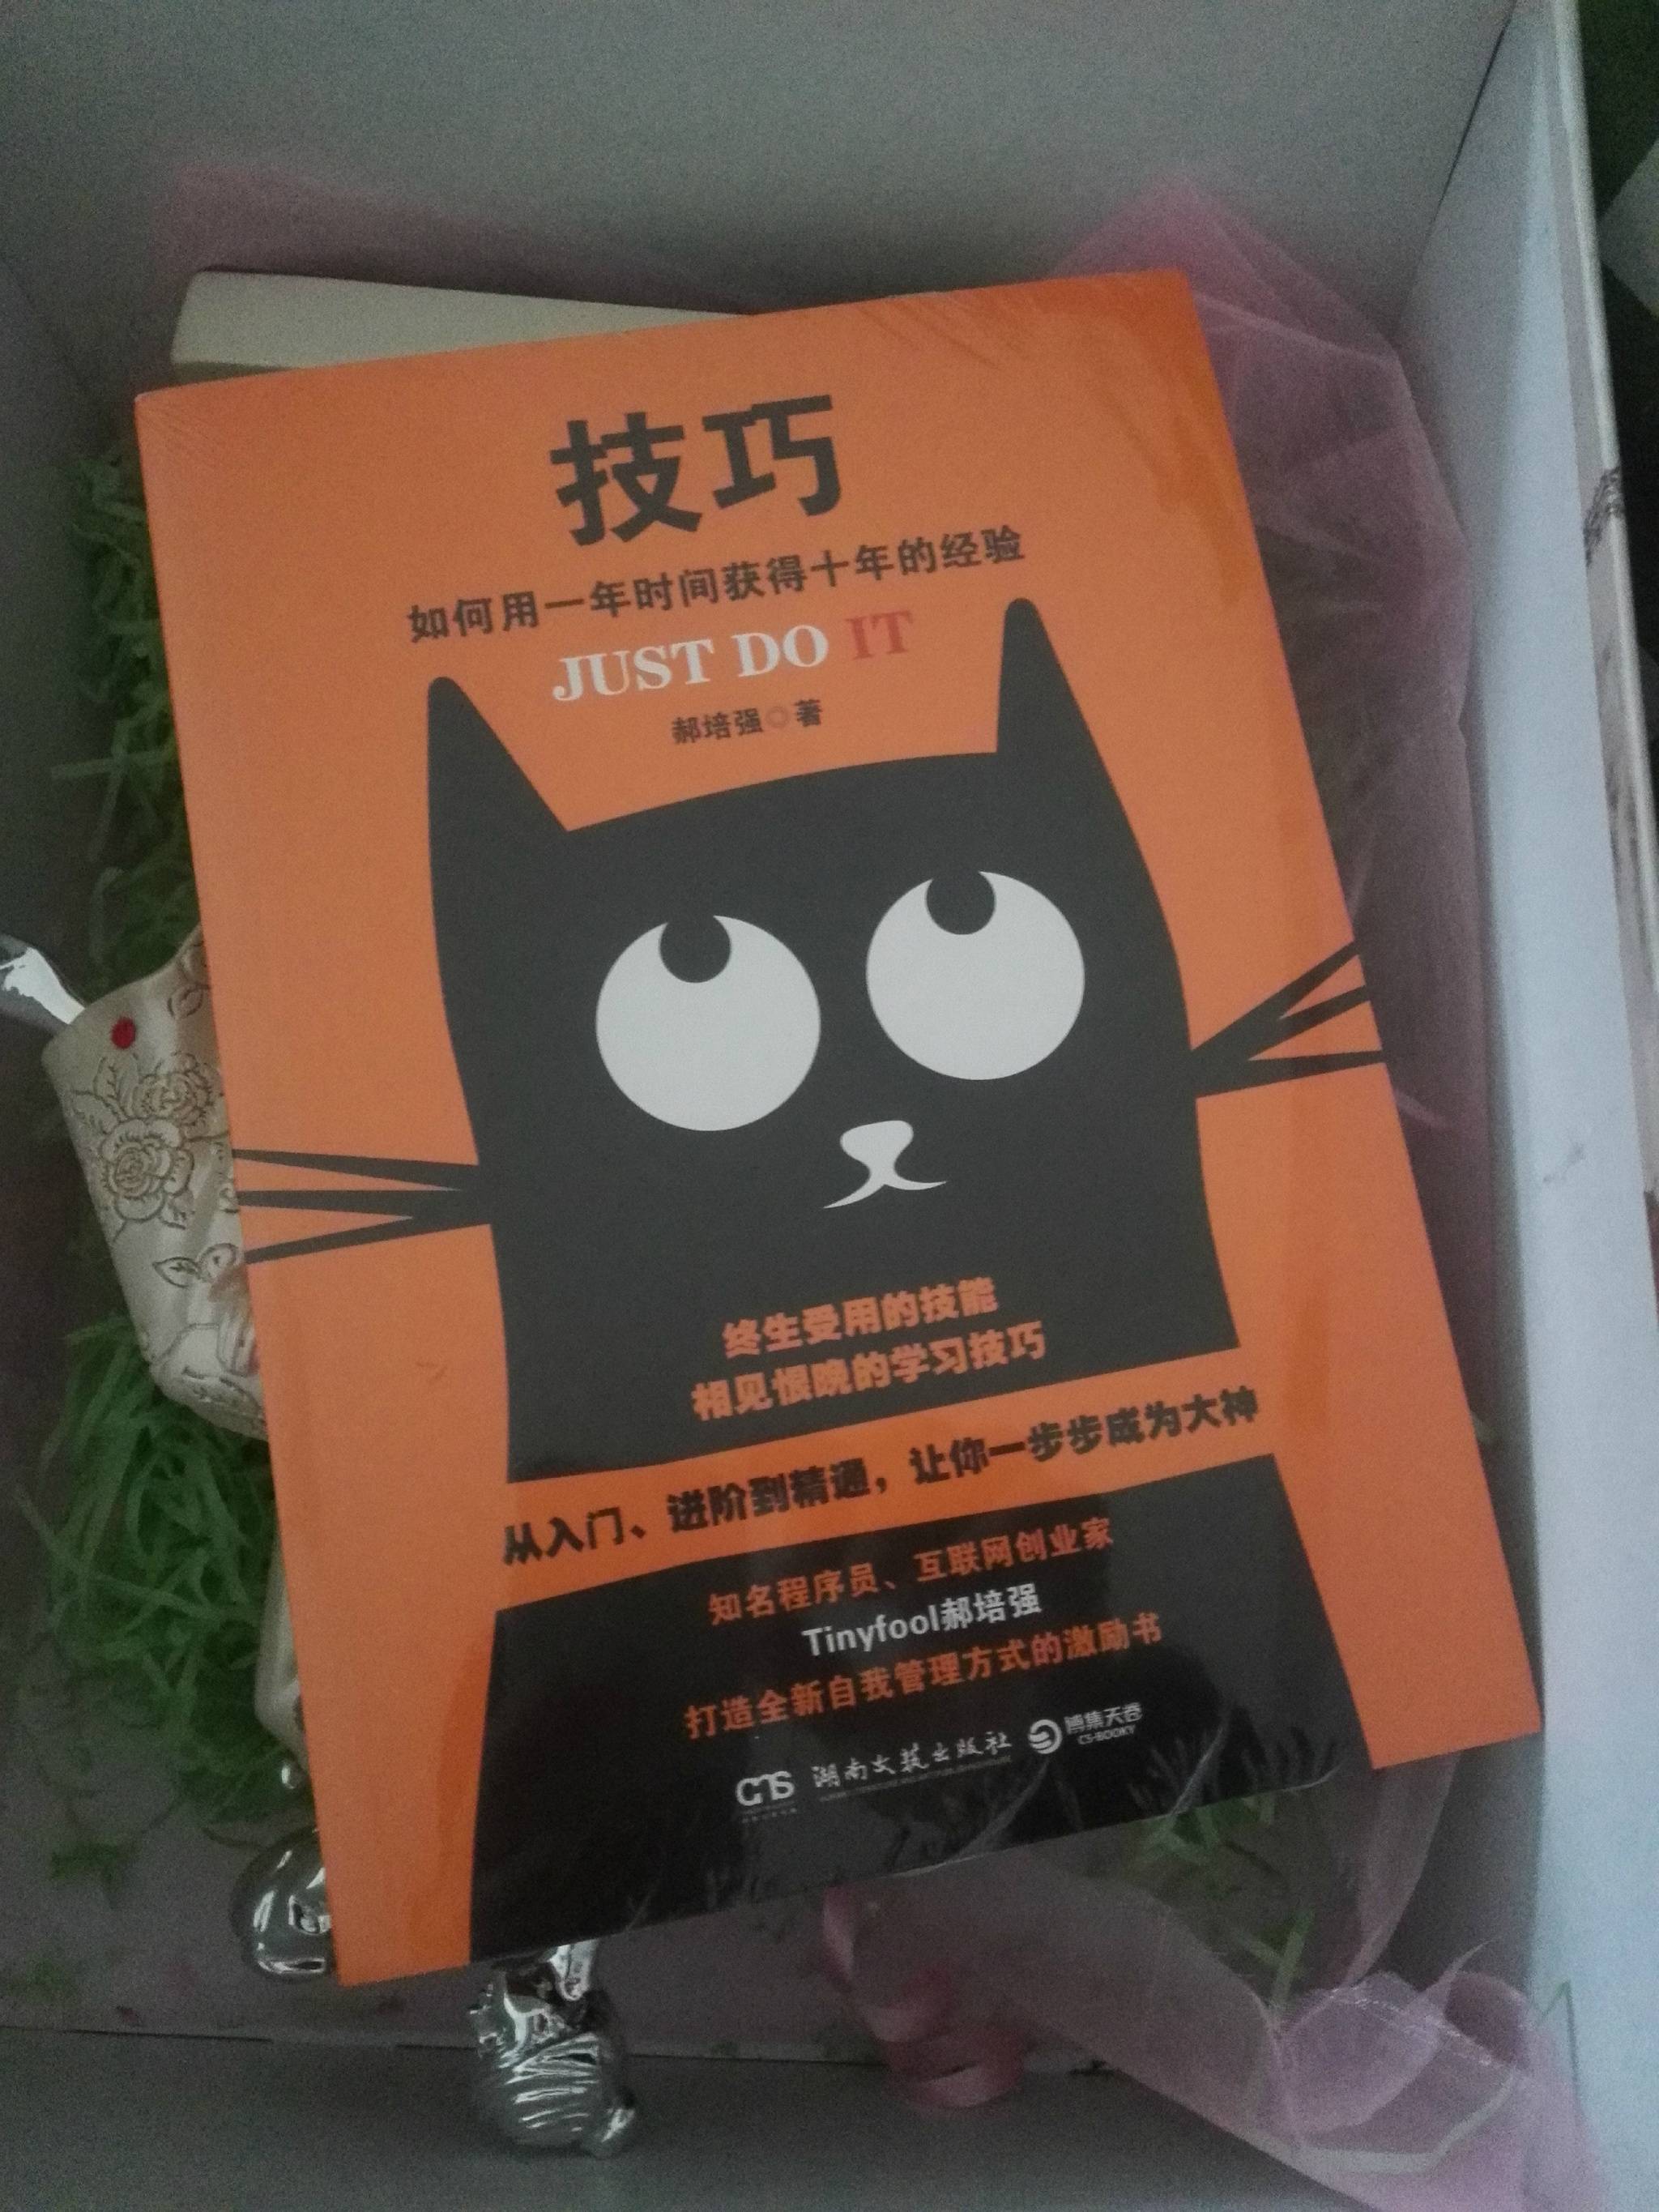 技巧
如何用一年时间获得十年的经验
JUST DO IT
郝培强◎著
终生受用的技能
相见恨晚的学习技巧
从入门、进阶到精通，让你一步步成为大神
知名程序员、互联网创业家
Tinyfool郝培强
打造全新自我管理方式的激励书
CNS
湖南文艺出版社
博集天卷
CS-BOOKY